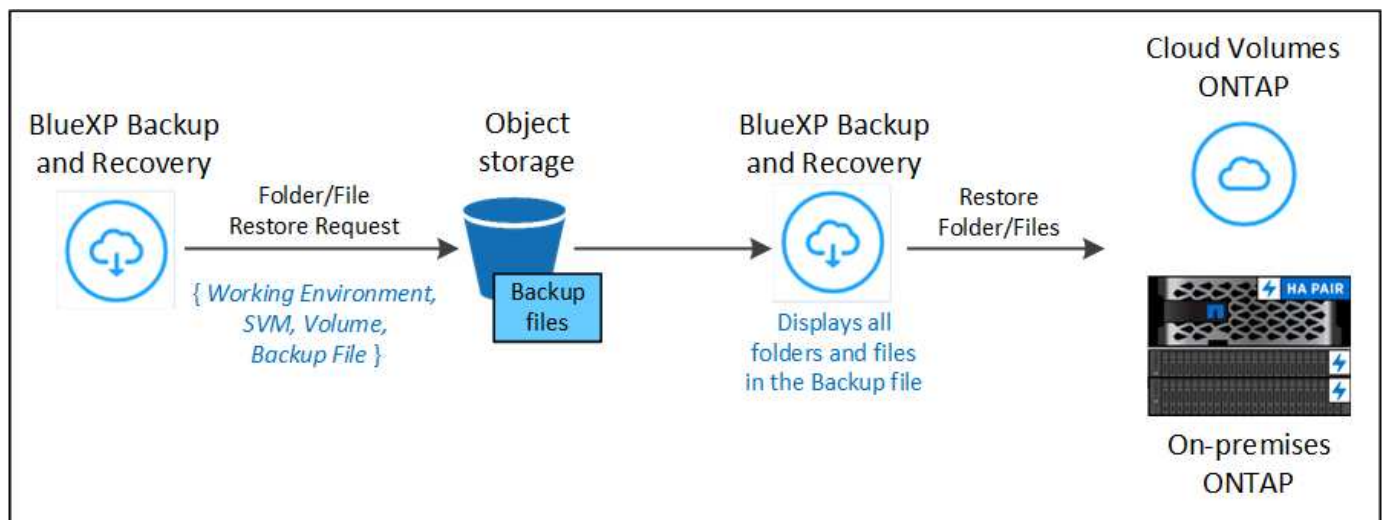 BlueXP Backup
and Recovery
Folder/File
Restore Request
{ Working Environment,
SVM, Volume,
Backup File }
Object
storage
Backup
files
BlueXP Backup
and Recovery
Displays all
folders and files
in the Backup file
Restore
Folder/Files
Cloud Volumes
ONTAP
HA PAIR
On-premises
ONTAP